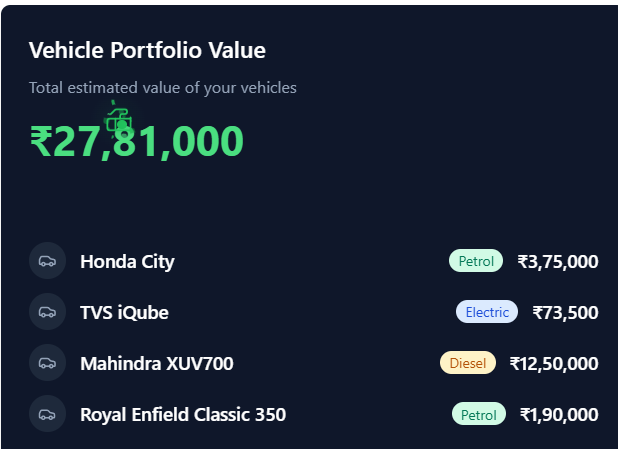 Vehicle Portfolio Value
Total estimated value of your vehicles
₹27,81,000
Honda City Petrol ₹3,75,000
TVS iQube Electric ₹73,500
Mahindra XUV700 Diesel ₹12,50,000
Royal Enfield Classic 350 Petrol ₹1,90,000